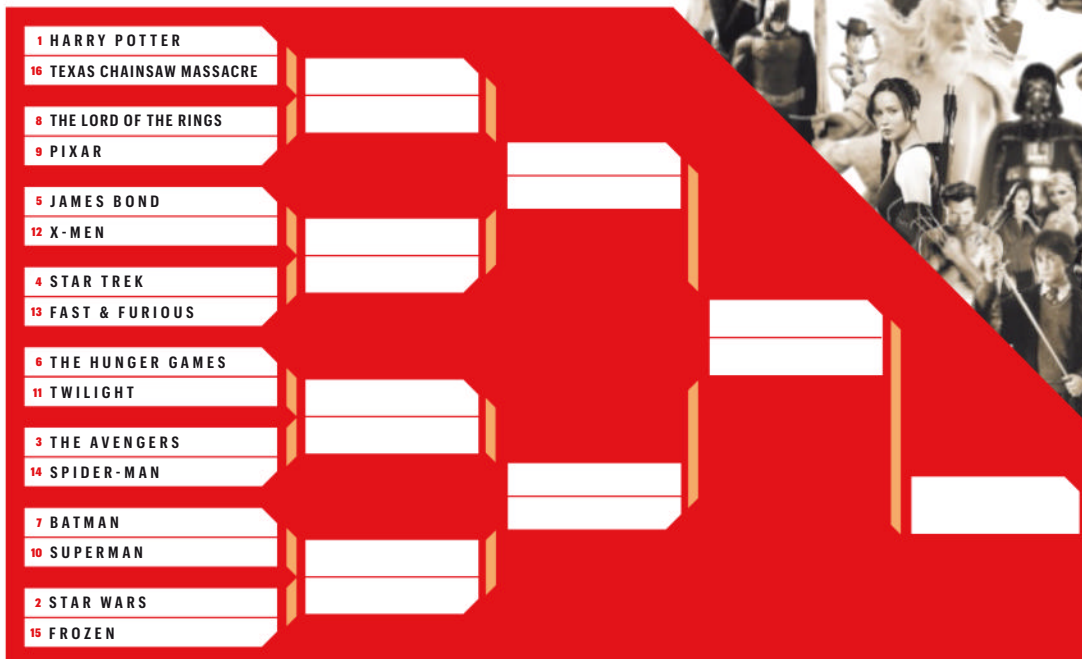 1 HARRY POTTER
16 TEXAS CHAINSAW MASSACRE
8 THE LORD OF THE RINGS
9 PIXAR
5 JAMES BOND
12 X-MEN
4 STAR TREK
13 FAST & FURIOUS
6 THE HUNGER GAMES
11 TWILIGHT
3 THE AVENGERS
14 SPIDER-MAN
7 BATMAN
10 SUPERMAN
2 STAR WARS
15 FROZEN